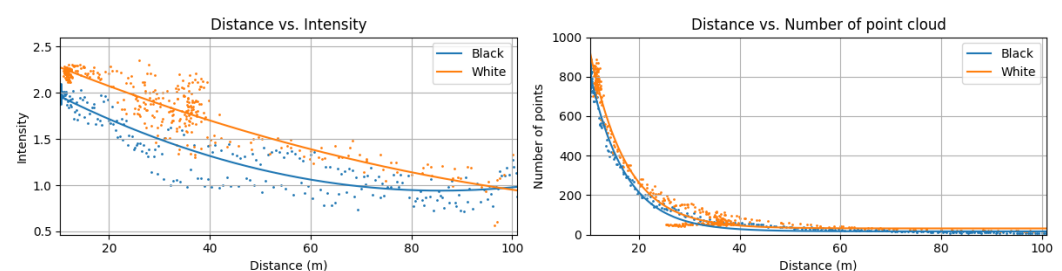 Distance vs. Intensity
2.5
2.0
1.5
1.0
0.5
Intensity
Black
White
20
40
60
80
100
Distance (m)
Distance vs. Number of point cloud
1000
800
600
400
200
0
Number of points
Black
White
20
40
60
80
100
Distance (m)